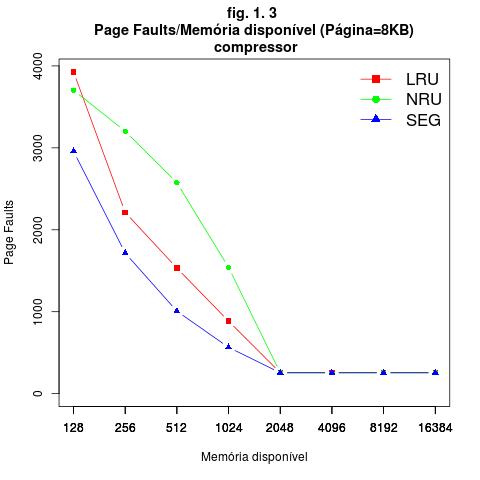 fig. 1. 3
Page Faults/Memória disponível (Página=8KB)
compressor
LRU
NRU
SEG
4000
3000
2000
1000
0
Page Faults
128 256 512 1024 2048 4096 8192 16384
Memória disponível